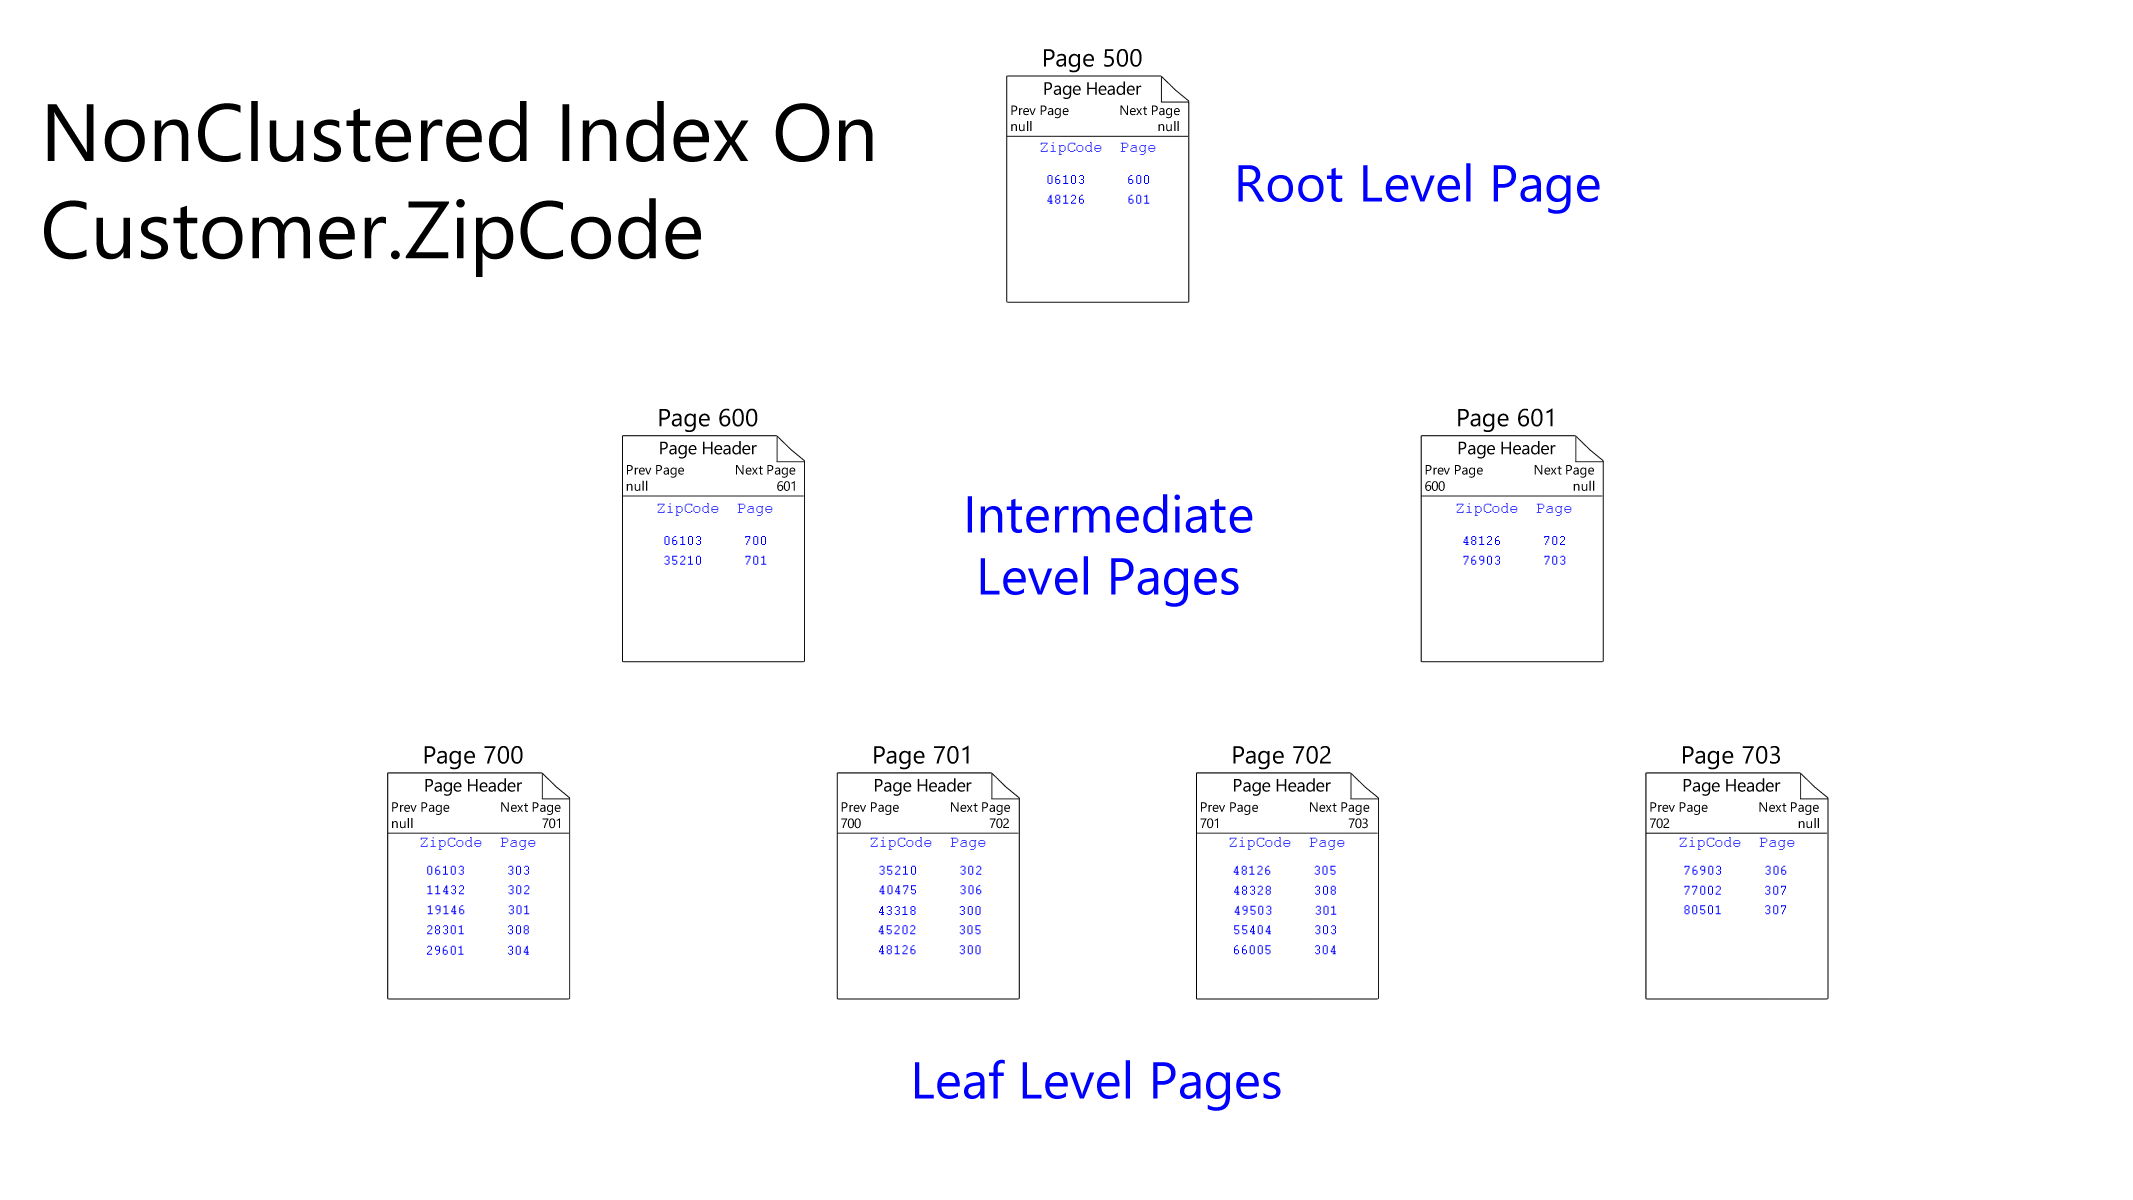 NonClustered Index On
Customer.ZipCode
Page 500
Page Header
Prev Page Next Page
null null
ZipCode Page
06103 600
48126 601
Root Level Page
Page 600
Page Header
Prev Page Next Page
null 601
ZipCode Page
06103 700
35210 701
Intermediate
Level Pages
Page 601
Page Header
Prev Page Next Page
600 null
ZipCode Page
48126 702
76903 703
Page 700
Page Header
Prev Page Next Page
null 701
ZipCode Page
06103 303
11432 302
19146 301
28301 308
29601 304
Page 701
Page Header
Prev Page Next Page
700 702
ZipCode Page
35210 302
40475 306
43318 300
45202 305
48126 300
Page 702
Page Header
Prev Page Next Page
701 703
ZipCode Page
48126 305
48328 308
49503 301
55404 303
66005 304
Page 703
Page Header
Prev Page Next Page
702 null
ZipCode Page
76903 306
77002 307
80501 307
Leaf Level Pages